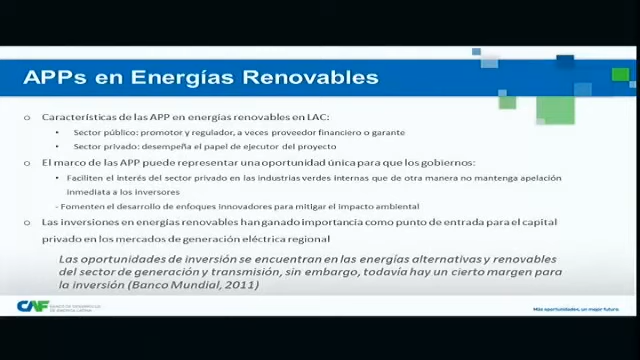 APPs en Energías Renovables
o Características de las APP en energías renovables en LAC:
• Sector público: promotor y regulador, a veces proveedor financiero o garante
• Sector privado: desempeña el papel de ejecutor del proyecto
o El marco de las APP puede representar una oportunidad única para que los gobiernos:
• Faciliten el interés del sector privado en las industrias verdes internas que de otra manera no mantenga apelación
inmediata a los inversores
- Fomenten el desarrollo de enfoques innovadores para mitigar el impacto ambiental
o Las inversiones en energías renovables han ganado importancia como punto de entrada para el capital
privado en los mercados de generación eléctrica regional
Las oportunidades de inversión se encuentran en las energías alternativas y renovables
del sector de generación y transmisión, sin embargo, todavía hay un cierto margen para
la inversión (Banco Mundial, 2011)
CAF BANCO DE DESARROLLO
DE AMÉRICA LATINA
Más oportunidades, un mejor futuro.